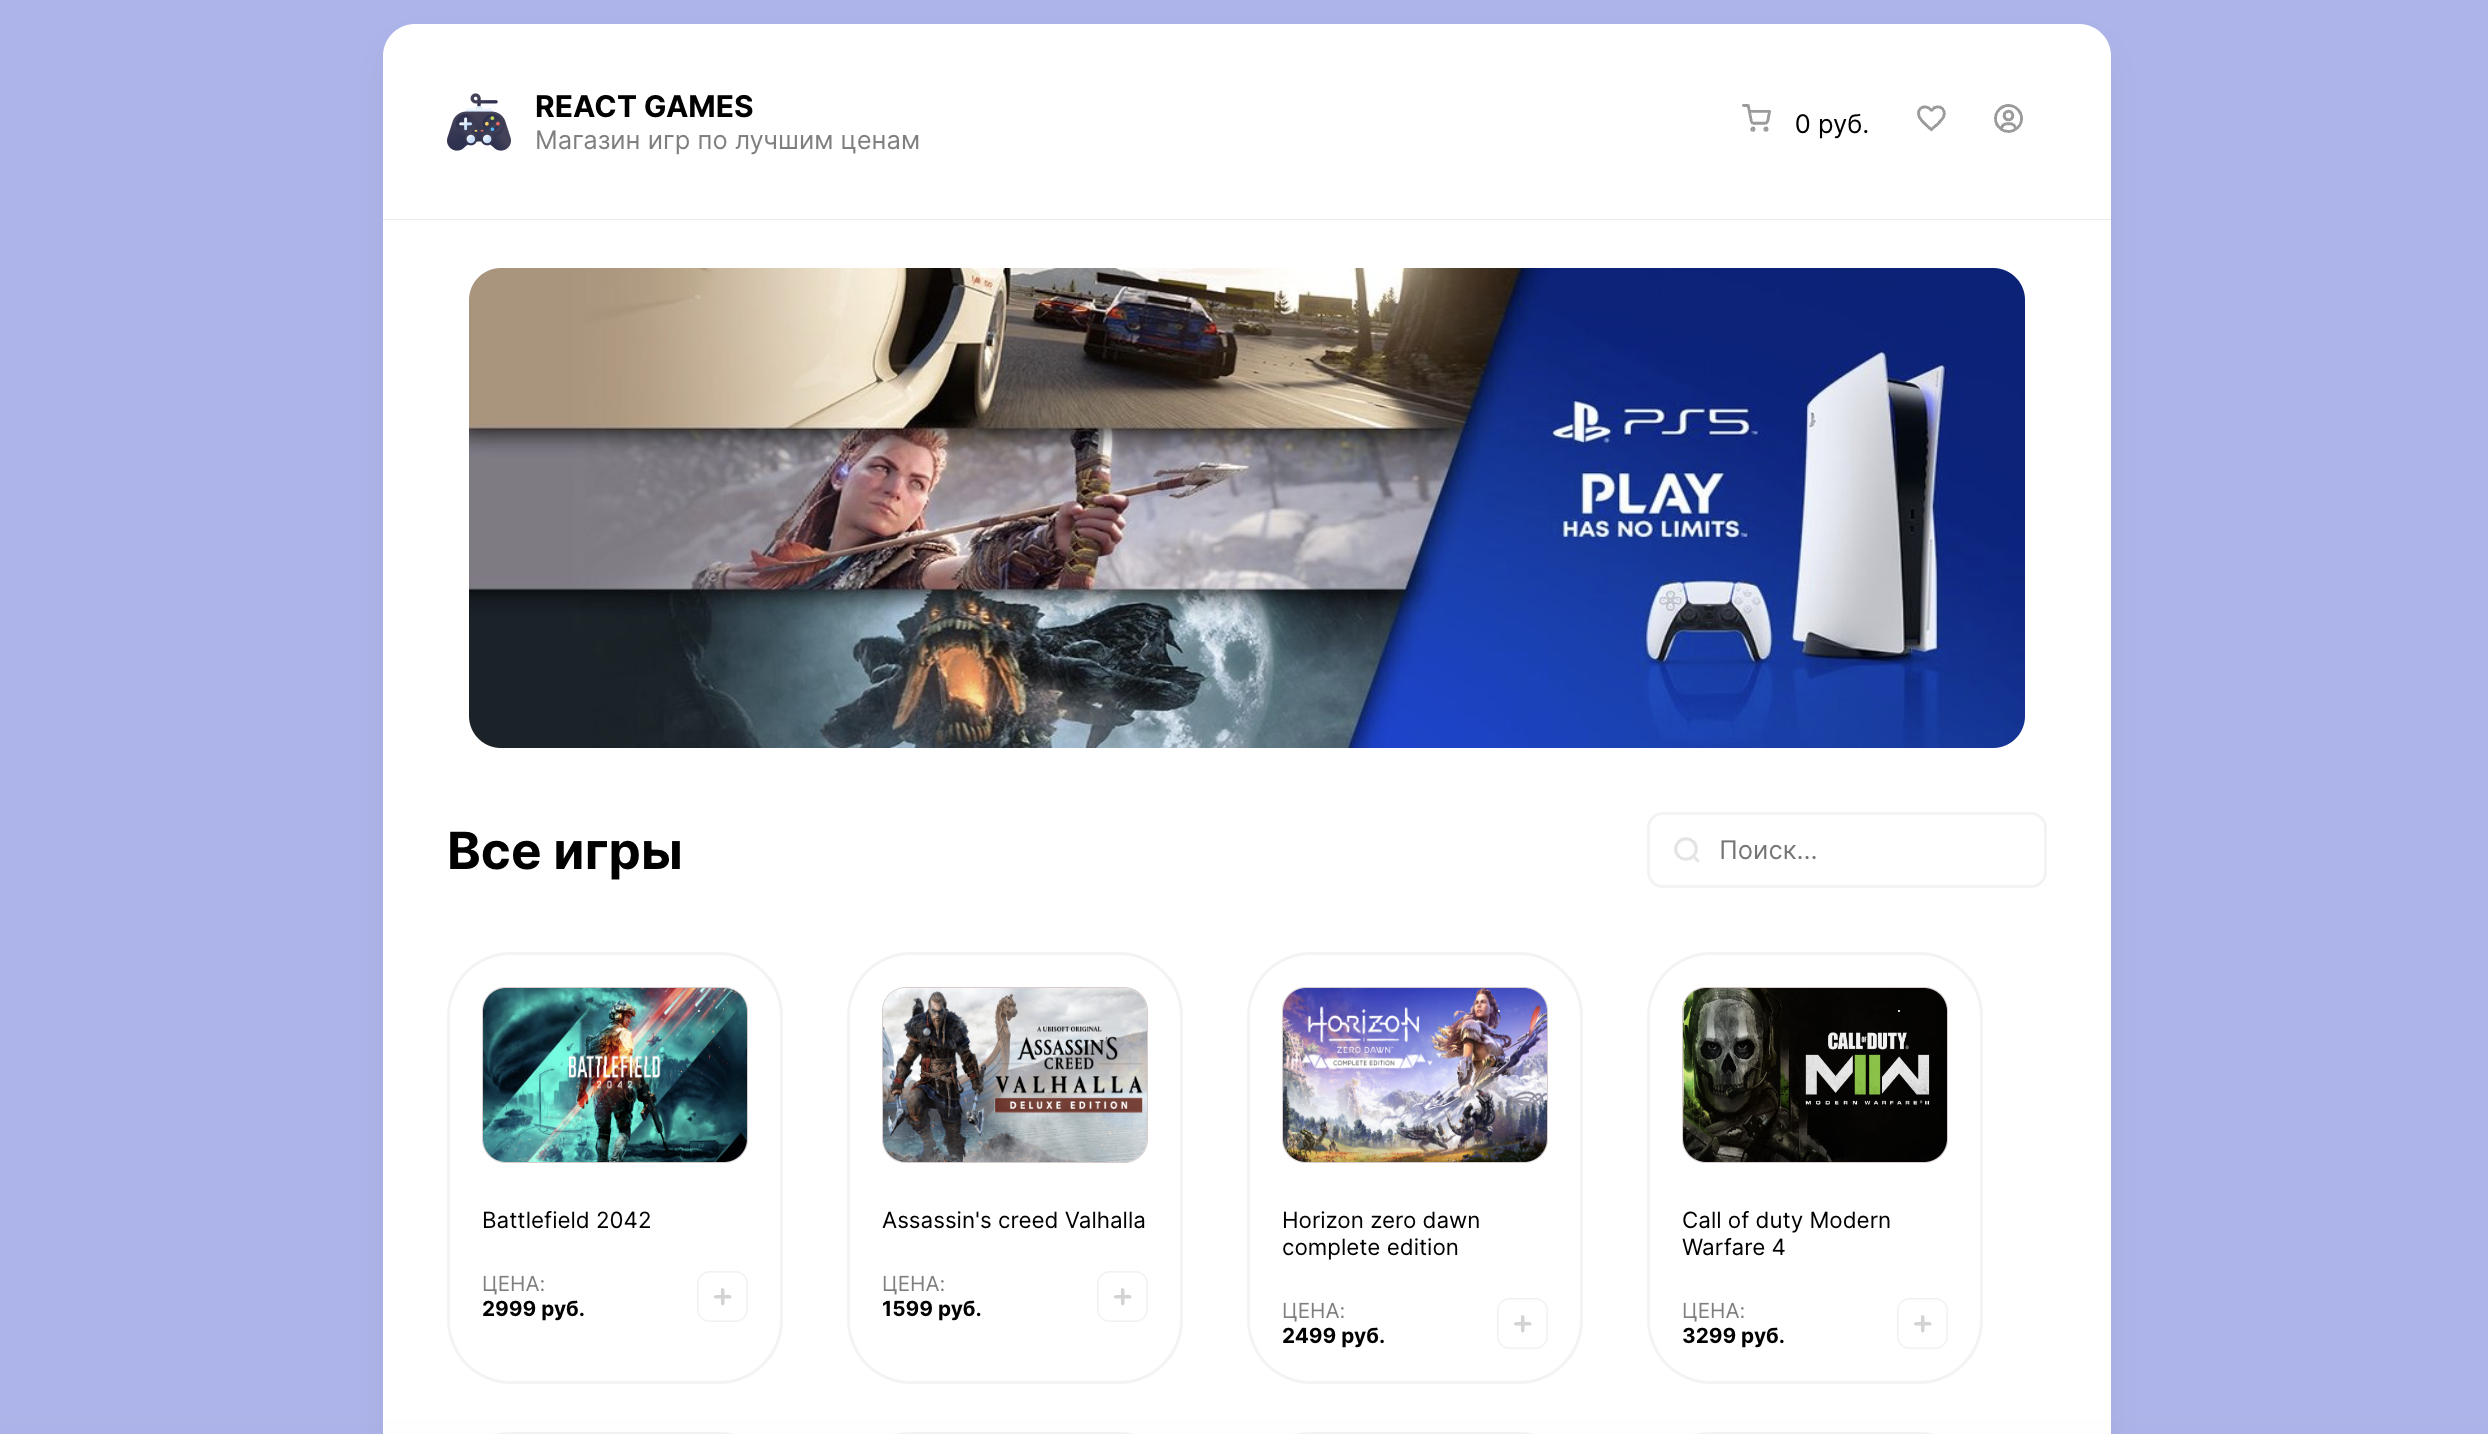 REACT GAMES
Магазин игр по лучшим ценам
0 руб.
PS5
PLAY
HAS NO LIMITS™
Все игры
Поиск...
BATTLEFIELD
2042
Battlefield 2042
ЦЕНА:
2999 руб.
A UBISOFT ORIGINAL
ASSASSIN'S
CREED
VALHALLA
DELUXE EDITION
Assassin's creed Valhalla
ЦЕНА:
1599 руб.
HORIZON
ZERO DAWN™
COMPLETE EDITION
Horizon zero dawn
complete edition
ЦЕНА:
2499 руб.
CALL OF DUTY
MWII
MODERN WARFARE II
Call of duty Modern
Warfare 4
ЦЕНА:
3299 руб.